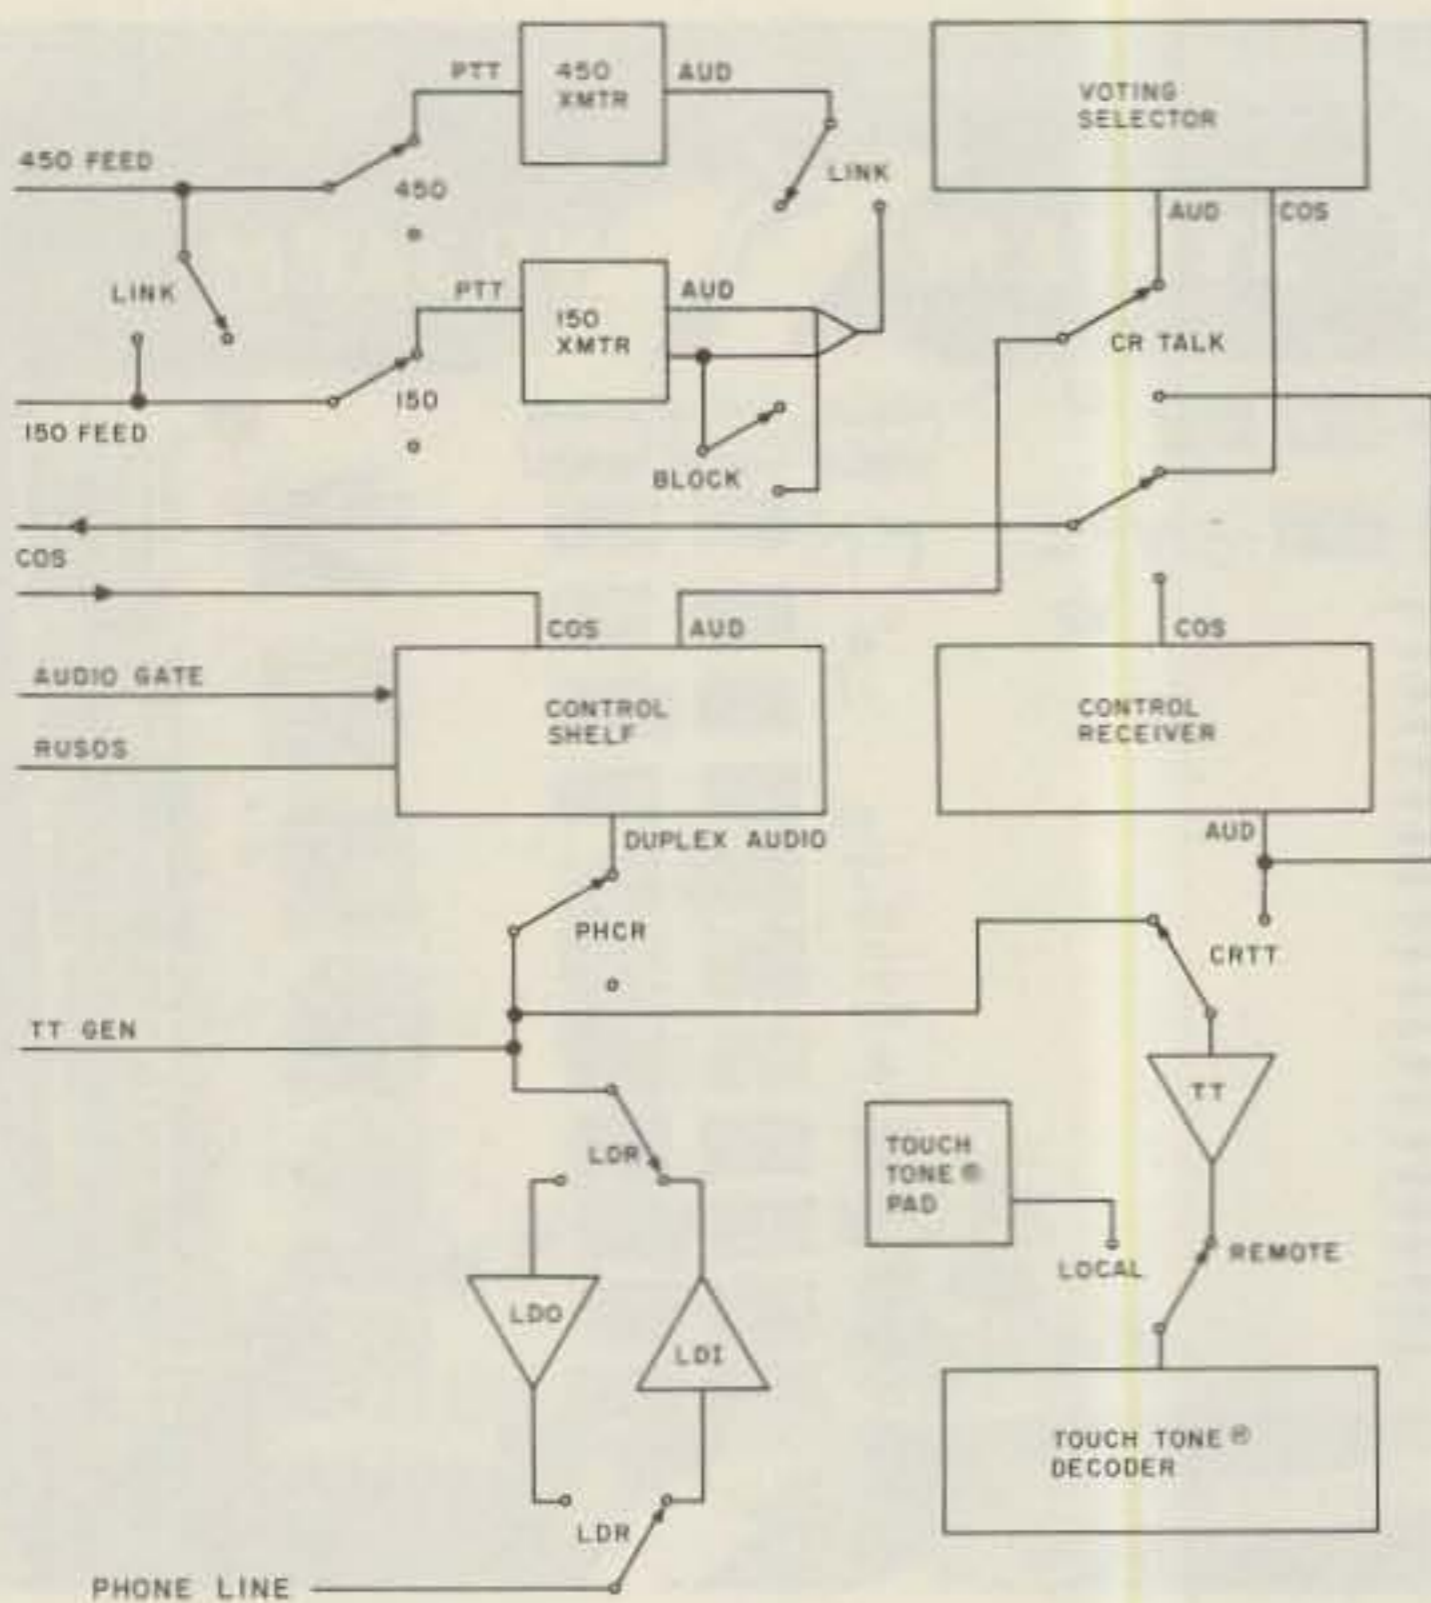 PTT
450
XMTR
AUD
VOTING
SELECTOR
450 FEED
450
LINK
AUD
COS
LINK
PTT
150
XMTR
AUD
CR TALK
150 FEED
150
BLOCK
COS
COS
AUD
COS
AUDIO GATE
CONTROL
SHELF
CONTROL
RECEIVER
RUSOS
DUPLEX AUDIO
AUD
PHCR
CRTT
TT GEN
TT
LDR
TOUCH
TONE ®
PAD
LOCAL
REMOTE
LDO
LDI
TOUCH TONE ®
DECODER
LDR
PHONE LINE